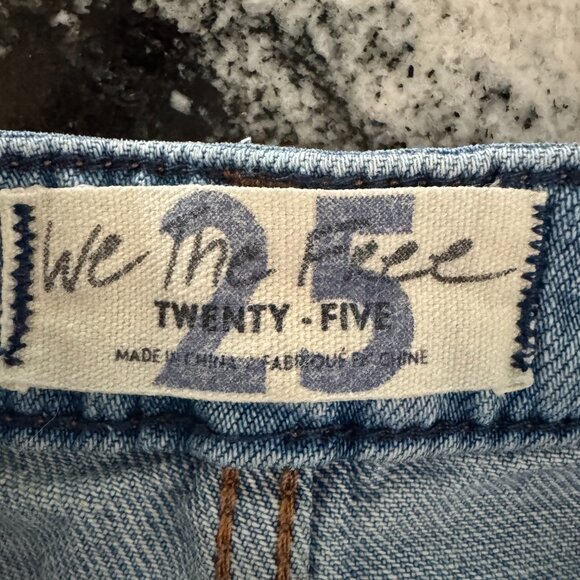 We The Free
25
TWENTY - FIVE
MADE IN CHINA / FABRIQUÉ EN CHINE